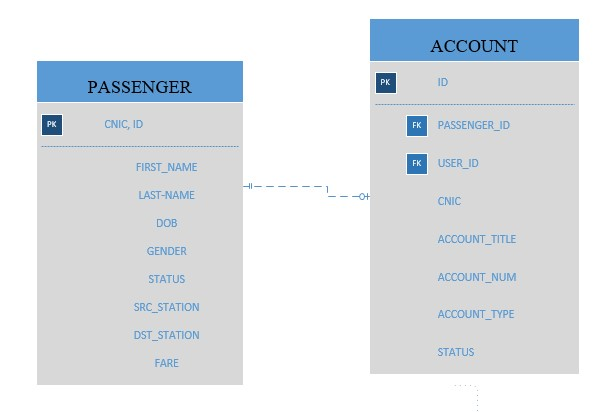 PASSENGER
PK CNIC, ID
FIRST_NAME
LAST-NAME
DOB
GENDER
STATUS
SRC_STATION
DST_STATION
FARE
ACCOUNT
PK ID
FK PASSENGER_ID
FK USER_ID
CNIC
ACCOUNT_TITLE
ACCOUNT_NUM
ACCOUNT_TYPE
STATUS